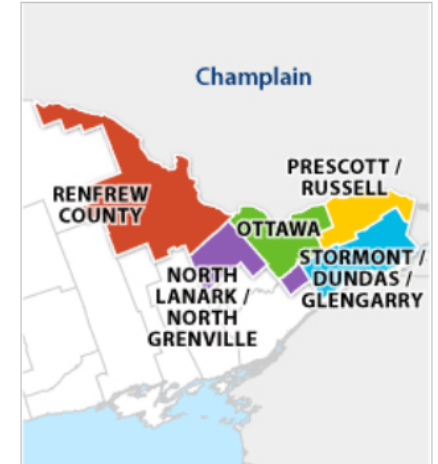 Champlain
PRESCOTT /
RUSSELL
RENFREW
COUNTY
OTTAWA
STORMONT /
DUNDAS /
GLENGARRY
NORTH
LANARK /
NORTH
GRENVILLE